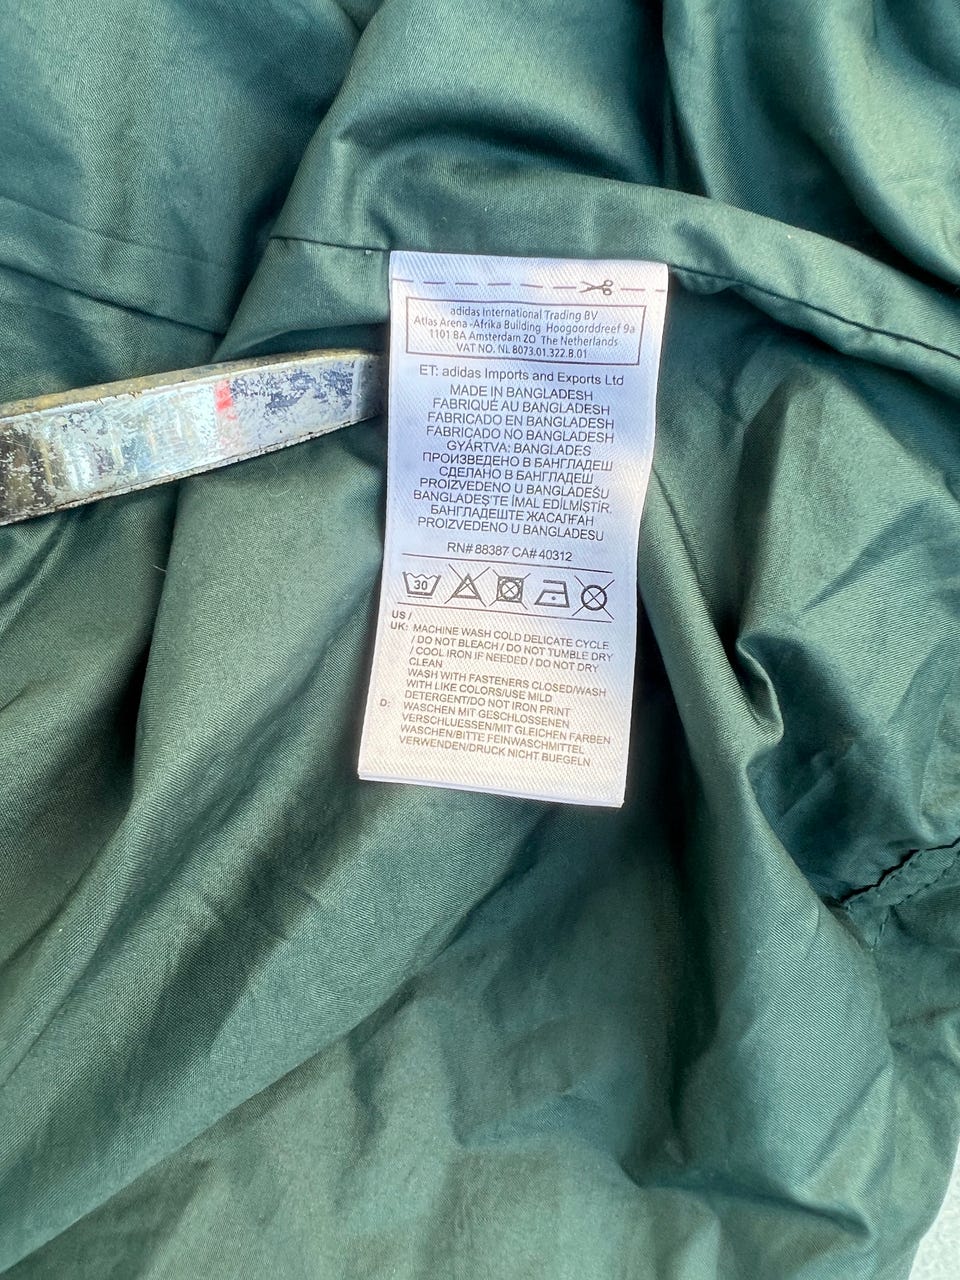 adidas International Trading BV
Atlas Arena -Afrika Building Hoogoorddreef 9a
1101 BA Amsterdam ZO The Netherlands
VAT NO. NL 8073.01.322.B.01
ET: adidas Imports and Exports Ltd
MADE IN BANGLADESH
FABRIQUÉ AU BANGLADESH
FABRICADO EN BANGLADESH
FABRICADO NO BANGLADESH
GYÁRTVA: BANGLADES
ПРОИЗВЕДЕНО В БАНГЛАДЕШ
СДЕЛАНО В БАНГЛАДЕШ
PROIZVEDENO U BANGLADEŠU
BANGLADEŞ'TE İMAL EDİLMİŞTİR.
БАНГЛАДЕШТЕ ЖАСАЛҒАН
PROIZVEDENO U BANGLADESU
RN# 88387 CA# 40312
30
US /
UK: MACHINE WASH COLD DELICATE CYCLE
/ DO NOT BLEACH / DO NOT TUMBLE DRY
/ COOL IRON IF NEEDED / DO NOT DRY
CLEAN
WASH WITH FASTENERS CLOSED/WASH
WITH LIKE COLORS/USE MILD
DETERGENT/DO NOT IRON PRINT
D: WASCHEN MIT GESCHLOSSENEN
VERSCHLUESSEN/MIT GLEICHEN FARBEN
WASCHEN/BITTE FEINWASCHMITTEL
VERWENDEN/DRUCK NICHT BUEGELN